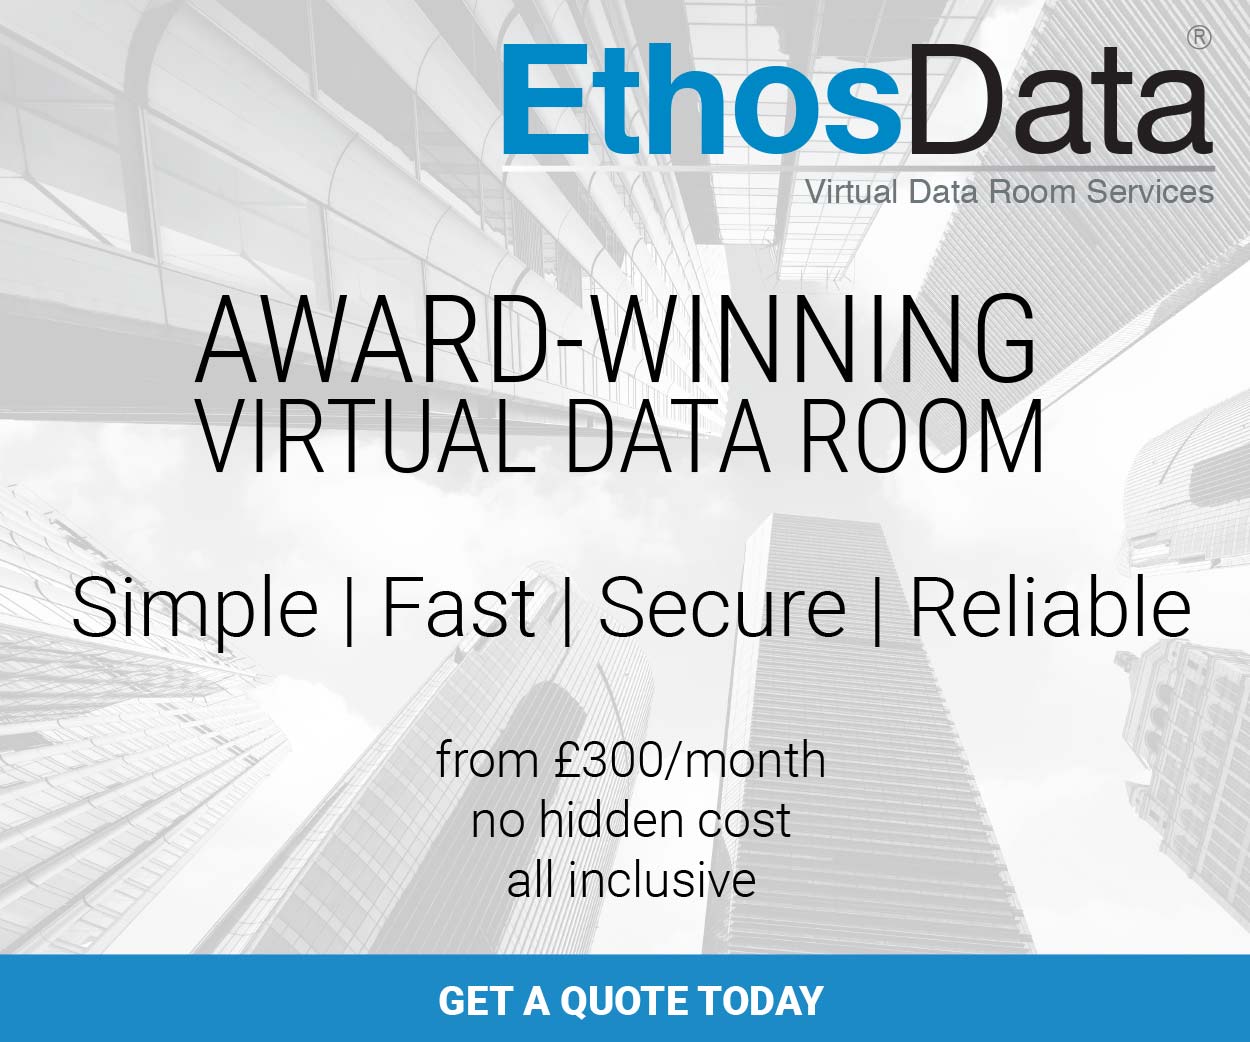 EthosData®
Virtual Data Room Services
AWARD-WINNING
VIRTUAL DATA ROOM
Simple | Fast | Secure | Reliable
from £300/month
no hidden cost
all inclusive
GET A QUOTE TODAY